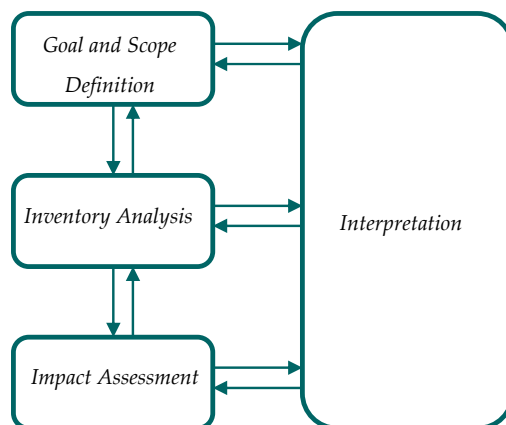 Goal and Scope
Definition
Inventory Analysis
Interpretation
Impact Assessment